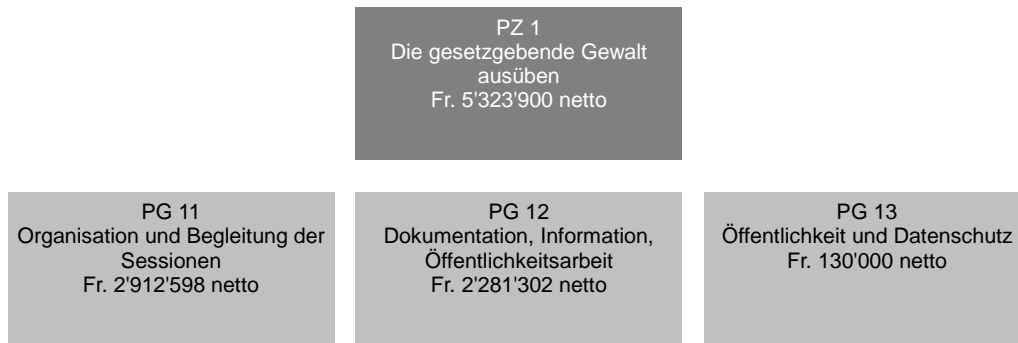 PZ 1
Die gesetzgebende Gewalt
ausüben
Fr. 5'323'900 netto
PG 11
Organisation und Begleitung der
Sessionen
Fr. 2'912'598 netto
PG 12
Dokumentation, Information,
Öffentlichkeitsarbeit
Fr. 2'281'302 netto
PG 13
Öffentlichkeit und Datenschutz
Fr. 130'000 netto